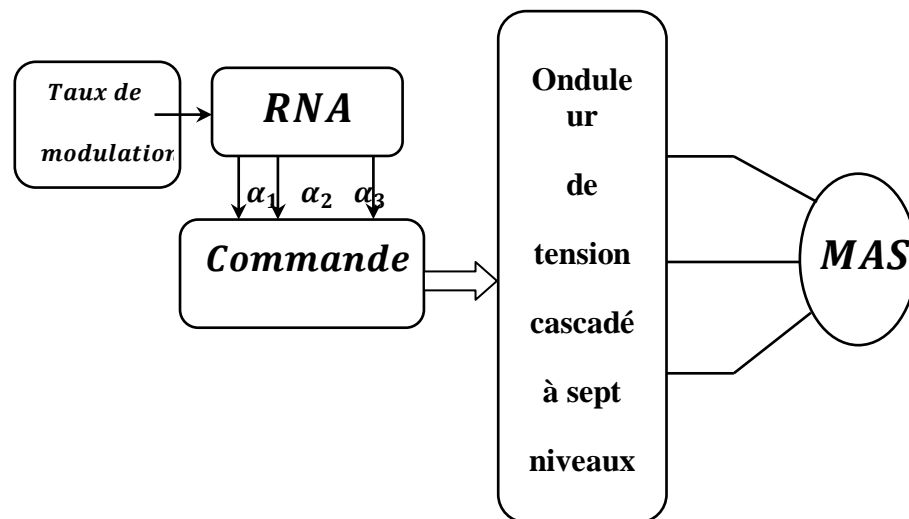 Taux de
modulation
RNA
α₁ α₂ α₃
Commande
Ondule
ur
de
tension
cascadé
à sept
niveaux
MAS